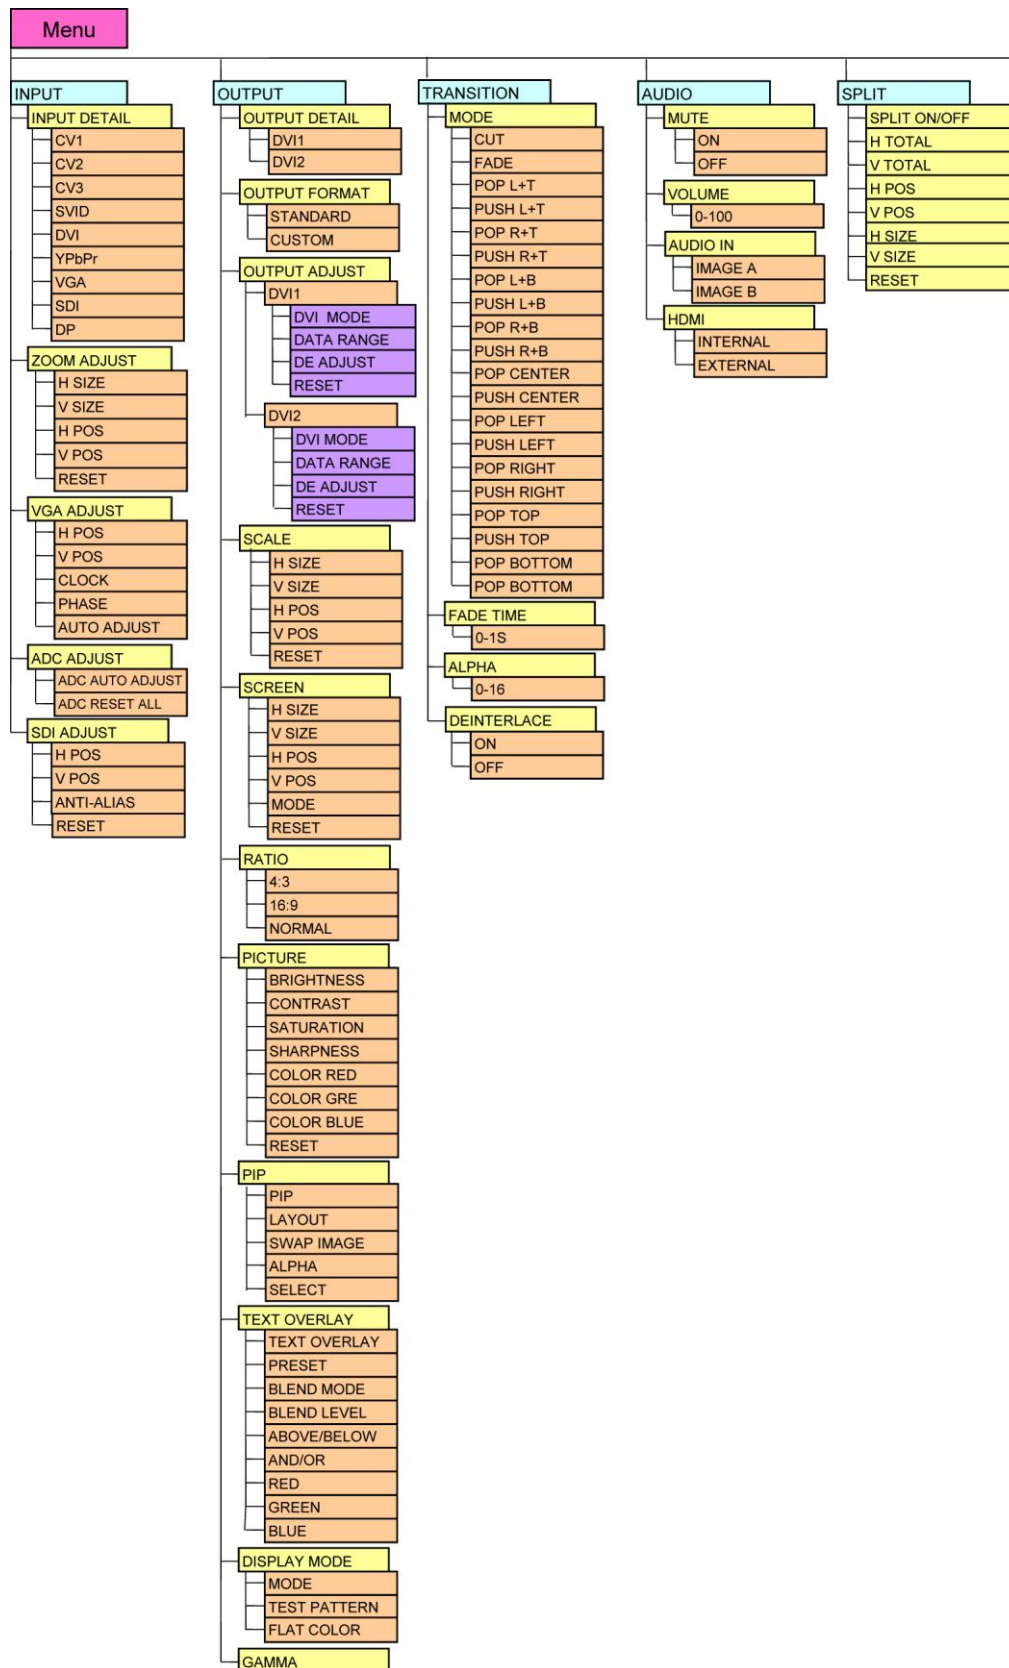 Menu
INPUT
INPUT DETAIL
CV1
CV2
CV3
SVID
DVI
YPbPr
VGA
SDI
DP
ZOOM ADJUST
H SIZE
V SIZE
H POS
V POS
RESET
VGA ADJUST
H POS
V POS
CLOCK
PHASE
AUTO ADJUST
ADC ADJUST
ADC AUTO ADJUST
ADC RESET ALL
SDI ADJUST
H POS
V POS
ANTI-ALIAS
RESET
OUTPUT
OUTPUT DETAIL
DVI1
DVI2
OUTPUT FORMAT
STANDARD
CUSTOM
OUTPUT ADJUST
DVI1
DVI MODE
DATA RANGE
DE ADJUST
RESET
DVI2
DVI MODE
DATA RANGE
DE ADJUST
RESET
SCALE
H SIZE
V SIZE
H POS
V POS
RESET
SCREEN
H SIZE
V SIZE
H POS
V POS
MODE
RESET
RATIO
4:3
16:9
NORMAL
PICTURE
BRIGHTNESS
CONTRAST
SATURATION
SHARPNESS
COLOR RED
COLOR GRE
COLOR BLUE
RESET
PIP
PIP
LAYOUT
SWAP IMAGE
ALPHA
SELECT
TEXT OVERLAY
TEXT OVERLAY
PRESET
BLEND MODE
BLEND LEVEL
ABOVE/BELOW
AND/OR
RED
GREEN
BLUE
DISPLAY MODE
MODE
TEST PATTERN
FLAT COLOR
GAMMA
TRANSITION
MODE
CUT
FADE
POP L+T
PUSH L+T
POP R+T
PUSH R+T
POP L+B
PUSH L+B
POP R+B
PUSH R+B
POP CENTER
PUSH CENTER
POP LEFT
PUSH LEFT
POP RIGHT
PUSH RIGHT
POP TOP
PUSH TOP
POP BOTTOM
POP BOTTOM
FADE TIME
0-1S
ALPHA
0-16
DEINTERLACE
ON
OFF
AUDIO
MUTE
ON
OFF
VOLUME
0-100
AUDIO IN
IMAGE A
IMAGE B
HDMI
INTERNAL
EXTERNAL
SPLIT
SPLIT ON/OFF
H TOTAL
V TOTAL
H POS
V POS
H SIZE
V SIZE
RESET